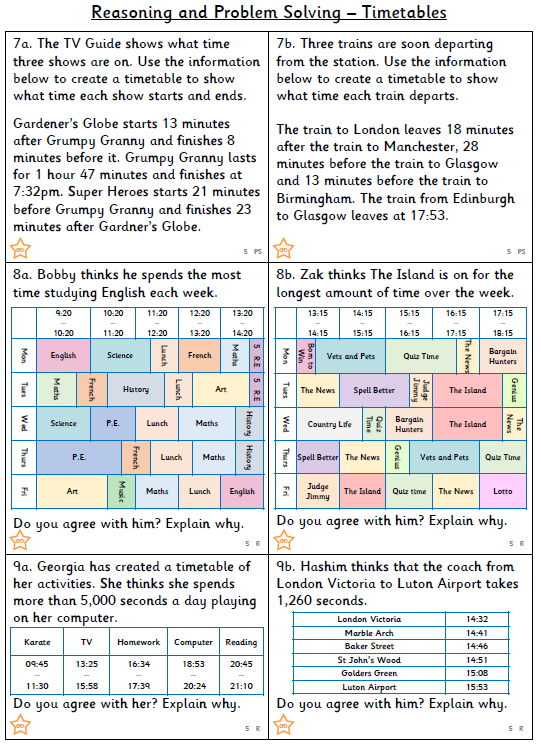 Reasoning and Problem Solving – Timetables
7a. The TV Guide shows what time
three shows are on. Use the information
below to create a timetable to show
what time each show starts and ends.
Gardener's Globe starts 13 minutes
after Grumpy Granny and finishes 8
minutes before it. Grumpy Granny lasts
for 1 hour 47 minutes and finishes at
7:32pm. Super Heroes starts 21 minutes
before Grumpy Granny and finishes 23
minutes after Gardner's Globe.
GD
5 PS
7b. Three trains are soon departing
from the station. Use the information
below to create a timetable to show
what time each train departs.
The train to London leaves 18 minutes
after the train to Manchester, 28
minutes before the train to Glasgow
and 13 minutes before the train to
Birmingham. The train from Edinburgh
to Glasgow leaves at 17:53.
GD
5 PS
8a. Bobby thinks he spends the most
time studying English each week.
9:20 – 10:20 10:20 – 11:20 11:20 – 12:20 12:20 – 13:20 13:20 – 14:20
Mon English Science Lunch French Maths S R.E
Tues Maths French History Lunch Art S R.E
Wed Science P.E. Lunch Maths History
Thurs P.E. French Lunch Maths History
Fri Art Music Maths Lunch English
Do you agree with him? Explain why.
GD
5 R
8b. Zak thinks The Island is on for the
longest amount of time over the week.
13:15 – 14:15 14:15 – 15:15 15:15 – 16:15 16:15 – 17:15 17:15 – 18:15
Mon Born to Win Vets and Pets Quiz Time The News Bargain Hunters
Tues The News Spell Better Judge Jimmy The Island Genius
Wed Country Life Quiz Time Bargain Hunters The Island The News
Thurs Spell Better The News Genius Vets and Pets Quiz Time
Fri Judge Jimmy The Island Quiz time The News Lotto
Do you agree with him? Explain why.
GD
5 R
9a. Georgia has created a timetable of
her activities. She thinks she spends
more than 5,000 seconds a day playing
on her computer.
Karate TV Homework Computer Reading
09:45 13:25 16:34 18:53 20:45
– – – – –
11:30 15:58 17:39 20:24 21:10
Do you agree with her? Explain why.
GD
5 R
9b. Hashim thinks that the coach from
London Victoria to Luton Airport takes
1,260 seconds.
London Victoria 14:32
Marble Arch 14:41
Baker Street 14:46
St John's Wood 14:51
Golders Green 15:08
Luton Airport 15:53
Do you agree with him? Explain why.
GD
5 R